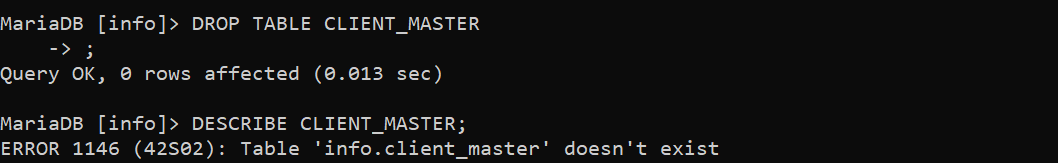 MariaDB [info]> DROP TABLE CLIENT_MASTER
    -> ;
Query OK, 0 rows affected (0.013 sec)
MariaDB [info]> DESCRIBE CLIENT_MASTER;
ERROR 1146 (42S02): Table 'info.client_master' doesn't exist